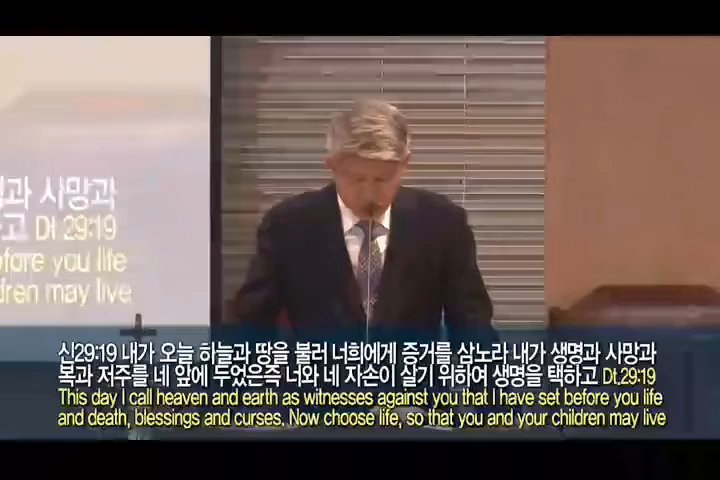 과 사망과
고 Dt 29:19
efore you life
dren may live
신29:19 내가 오늘 하늘과 땅을 불러 너희에게 증거를 삼노라 내가 생명과 사망과
복과 저주를 네 앞에 두었은즉 너와 네 자손이 살기 위하여 생명을 택하고 Dt.29:19
This day I call heaven and earth as witnesses against you that I have set before you life
and death, blessings and curses. Now choose life, so that you and your children may live